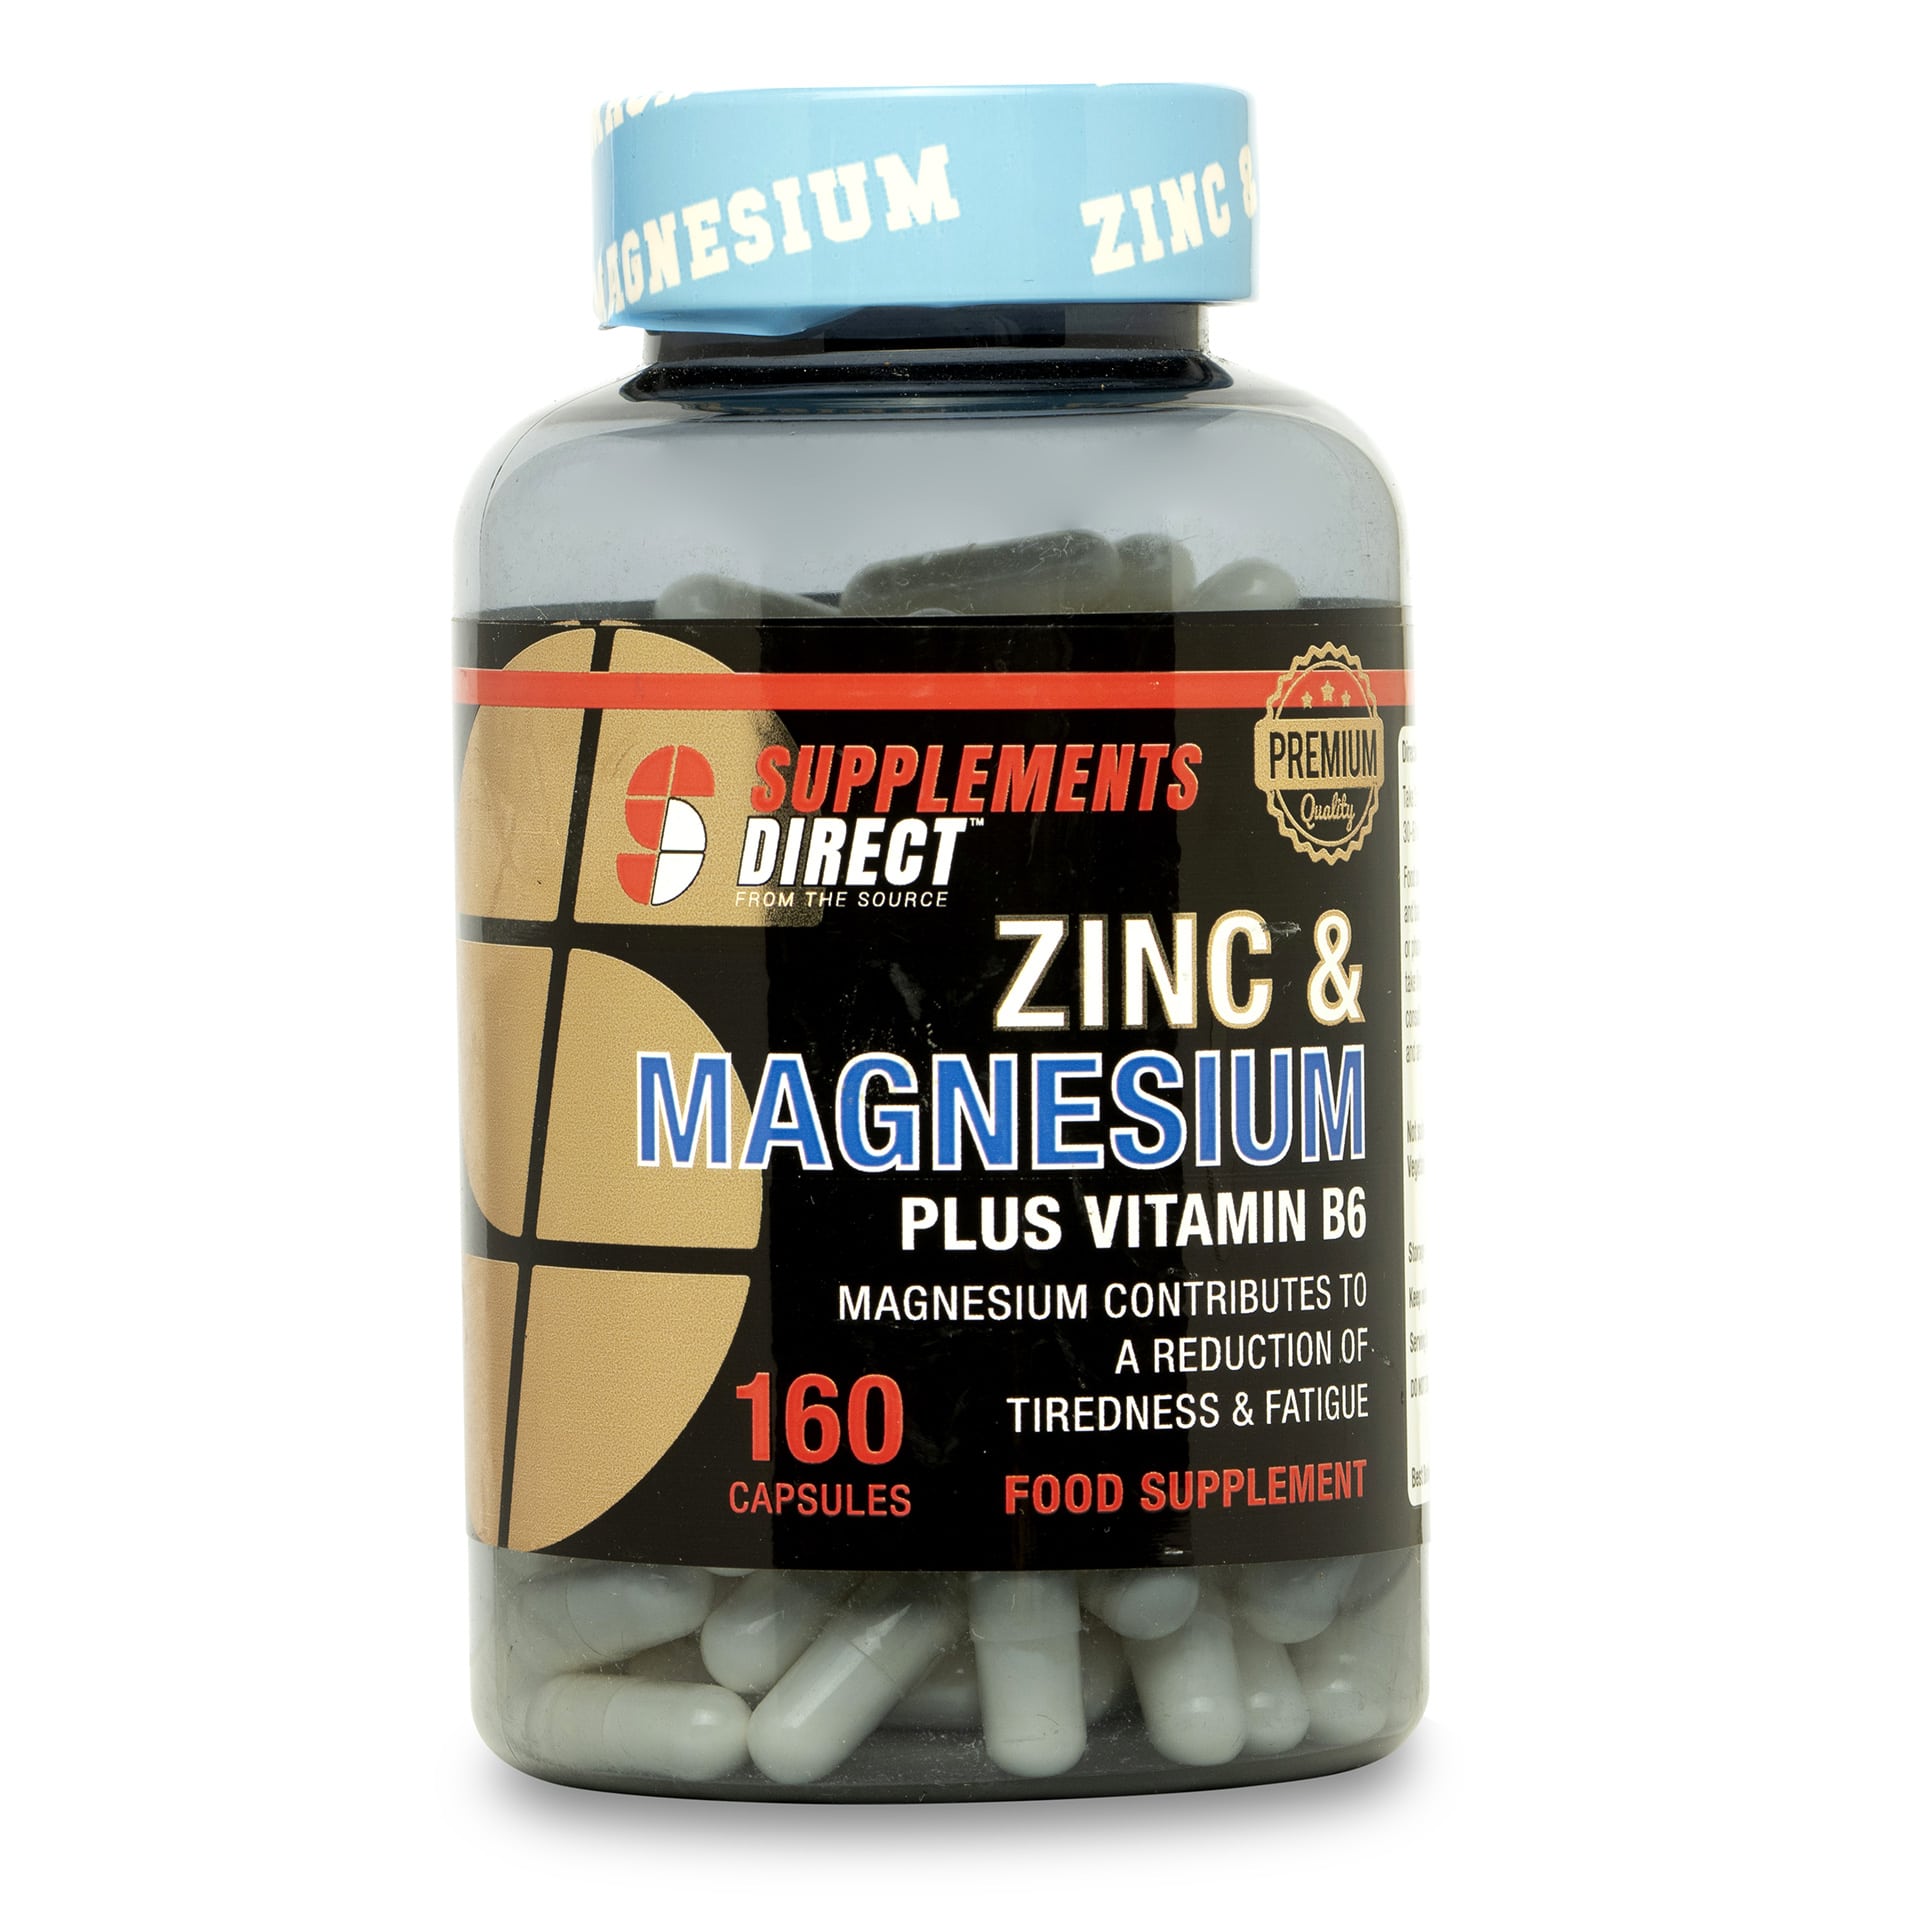 MAGNESIUM
ZINC &
PREMIUM
Quality
SUPPLEMENTS
DIRECT™
FROM THE SOURCE
ZINC &
MAGNESIUM
PLUS VITAMIN B6
MAGNESIUM CONTRIBUTES TO
A REDUCTION OF
TIREDNESS & FATIGUE
160
CAPSULES
FOOD SUPPLEMENT